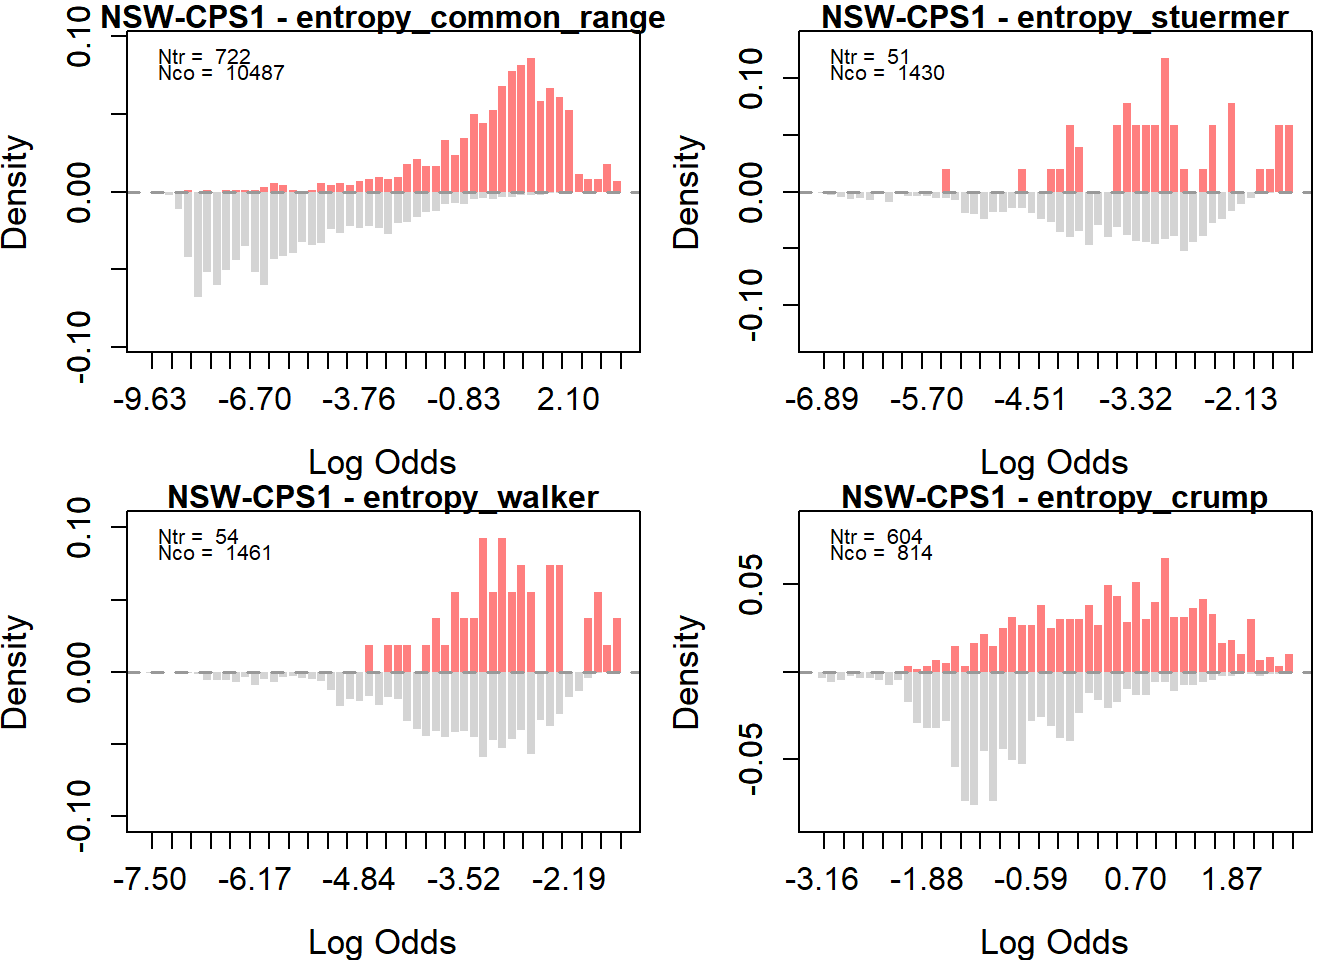 NSW-CPS1 - entropy_common_range
Ntr = 722
Nco = 10487
Density
0.10
0.00
-0.10
-9.63 -6.70 -3.76 -0.83 2.10
Log Odds
NSW-CPS1 - entropy_stuermer
Ntr = 51
Nco = 1430
Density
0.10
0.00
-0.10
-6.89 -5.70 -4.51 -3.32 -2.13
Log Odds
NSW-CPS1 - entropy_walker
Ntr = 54
Nco = 1461
Density
0.10
0.00
-0.10
-7.50 -6.17 -4.84 -3.52 -2.19
Log Odds
NSW-CPS1 - entropy_crump
Ntr = 604
Nco = 814
Density
0.05
-0.05
-3.16 -1.88 -0.59 0.70 1.87
Log Odds